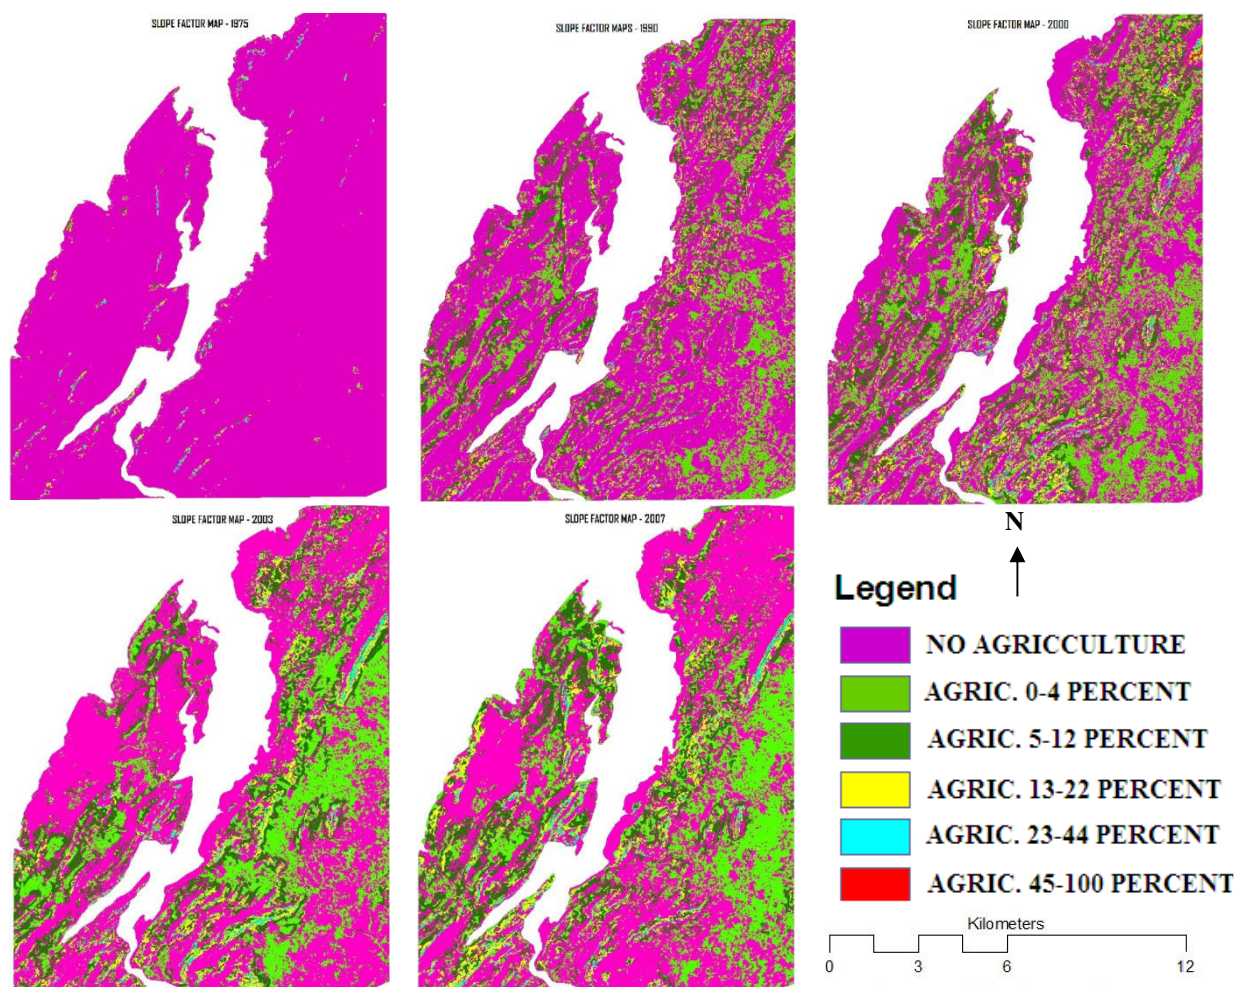 SLOPE FACTOR MAP - 1975
SLOPE FACTOR MAPS - 1990
SLOPE FACTOR MAP - 2000
SLOPE FACTOR MAP - 2003
SLOPE FACTOR MAP - 2007
N
Legend
NO AGRICCULTURE
AGRIC. 0-4 PERCENT
AGRIC. 5-12 PERCENT
AGRIC. 13-22 PERCENT
AGRIC. 23-44 PERCENT
AGRIC. 45-100 PERCENT
Kilometers
0 3 6 12